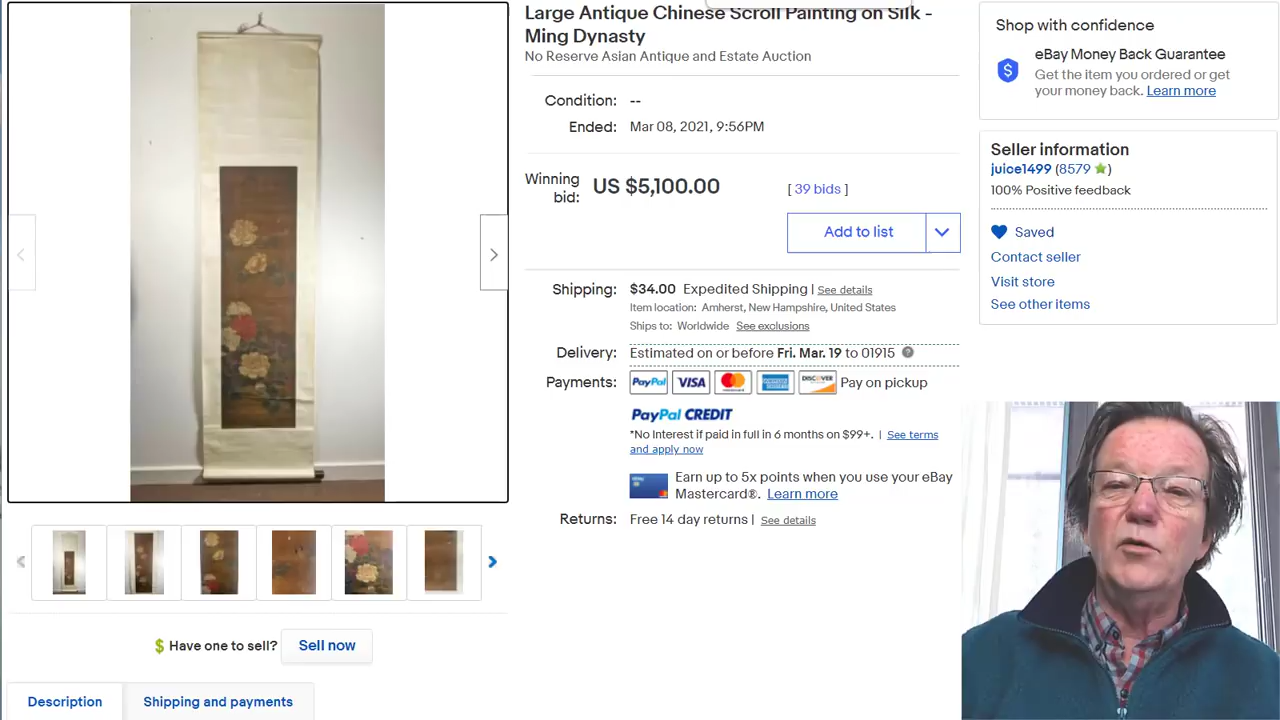 Large Antique Chinese Scroll Painting on Silk -
Ming Dynasty
No Reserve Asian Antique and Estate Auction
Condition: --
Ended: Mar 08, 2021, 9:56PM
Winning
bid:
US $5,100.00
[ 39 bids ]
Add to list
Shipping: $34.00 Expedited Shipping | See details
Item location: Amherst, New Hampshire, United States
Ships to: Worldwide See exclusions
Delivery: Estimated on or before Fri. Mar. 19 to 01915
Payments: PayPal VISA mastercard AMERICAN EXPRESS DISCOVER Pay on pickup
PayPal CREDIT
*No Interest if paid in full in 6 months on $99+. | See terms
and apply now
Earn up to 5x points when you use your eBay
Mastercard®. Learn more
Returns: Free 14 day returns | See details
Shop with confidence
eBay Money Back Guarantee
Get the item you ordered or get
your money back. Learn more
Seller information
juice1499 (8579)
100% Positive feedback
Saved
Contact seller
Visit store
See other items
$ Have one to sell? Sell now
Description
Shipping and payments